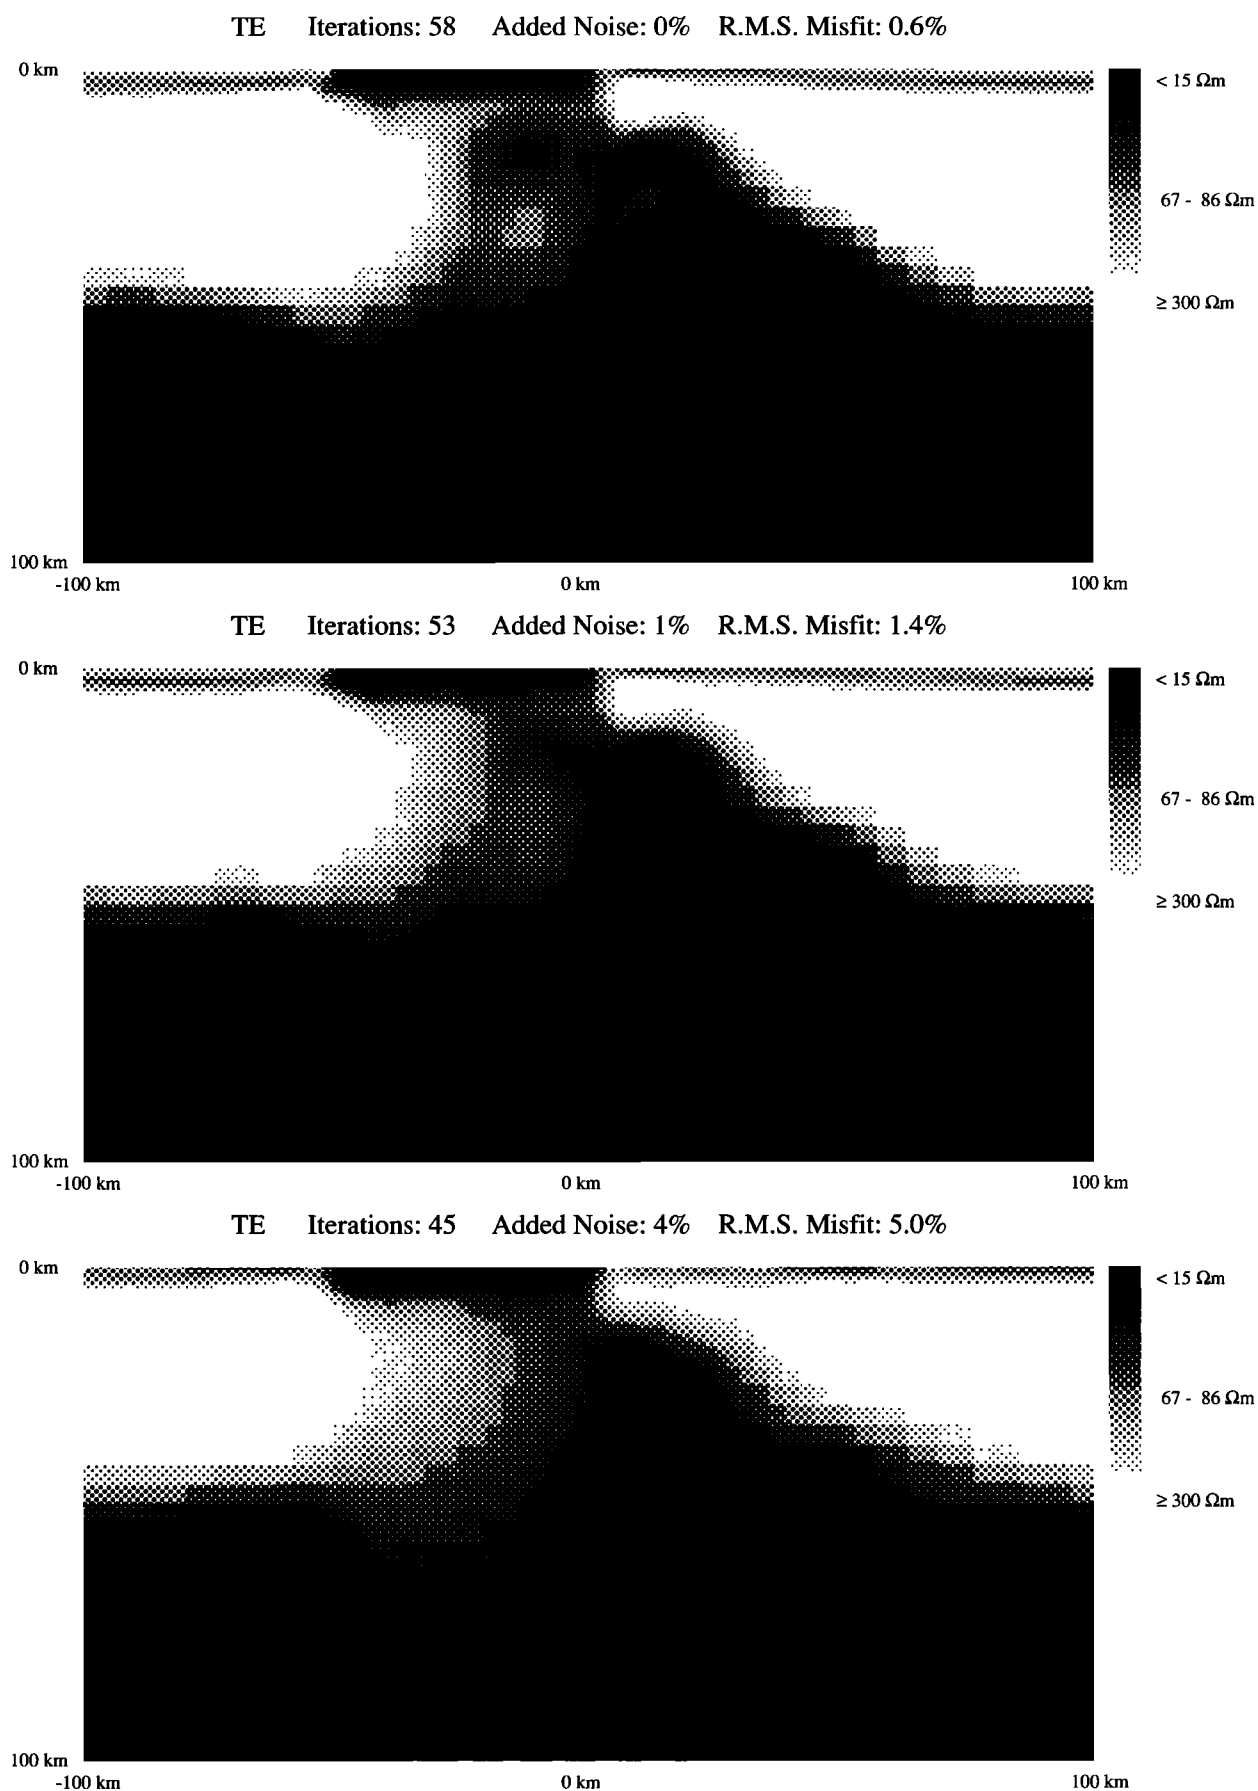 TE Iterations: 58 Added Noise: 0% R.M.S. Misfit: 0.6%
0 km
< 15 Ωm
67 - 86 Ωm
≥ 300 Ωm
100 km
-100 km 0 km 100 km
TE Iterations: 53 Added Noise: 1% R.M.S. Misfit: 1.4%
0 km
< 15 Ωm
67 - 86 Ωm
≥ 300 Ωm
100 km
-100 km 0 km 100 km
TE Iterations: 45 Added Noise: 4% R.M.S. Misfit: 5.0%
0 km
< 15 Ωm
67 - 86 Ωm
≥ 300 Ωm
100 km
-100 km 0 km 100 km